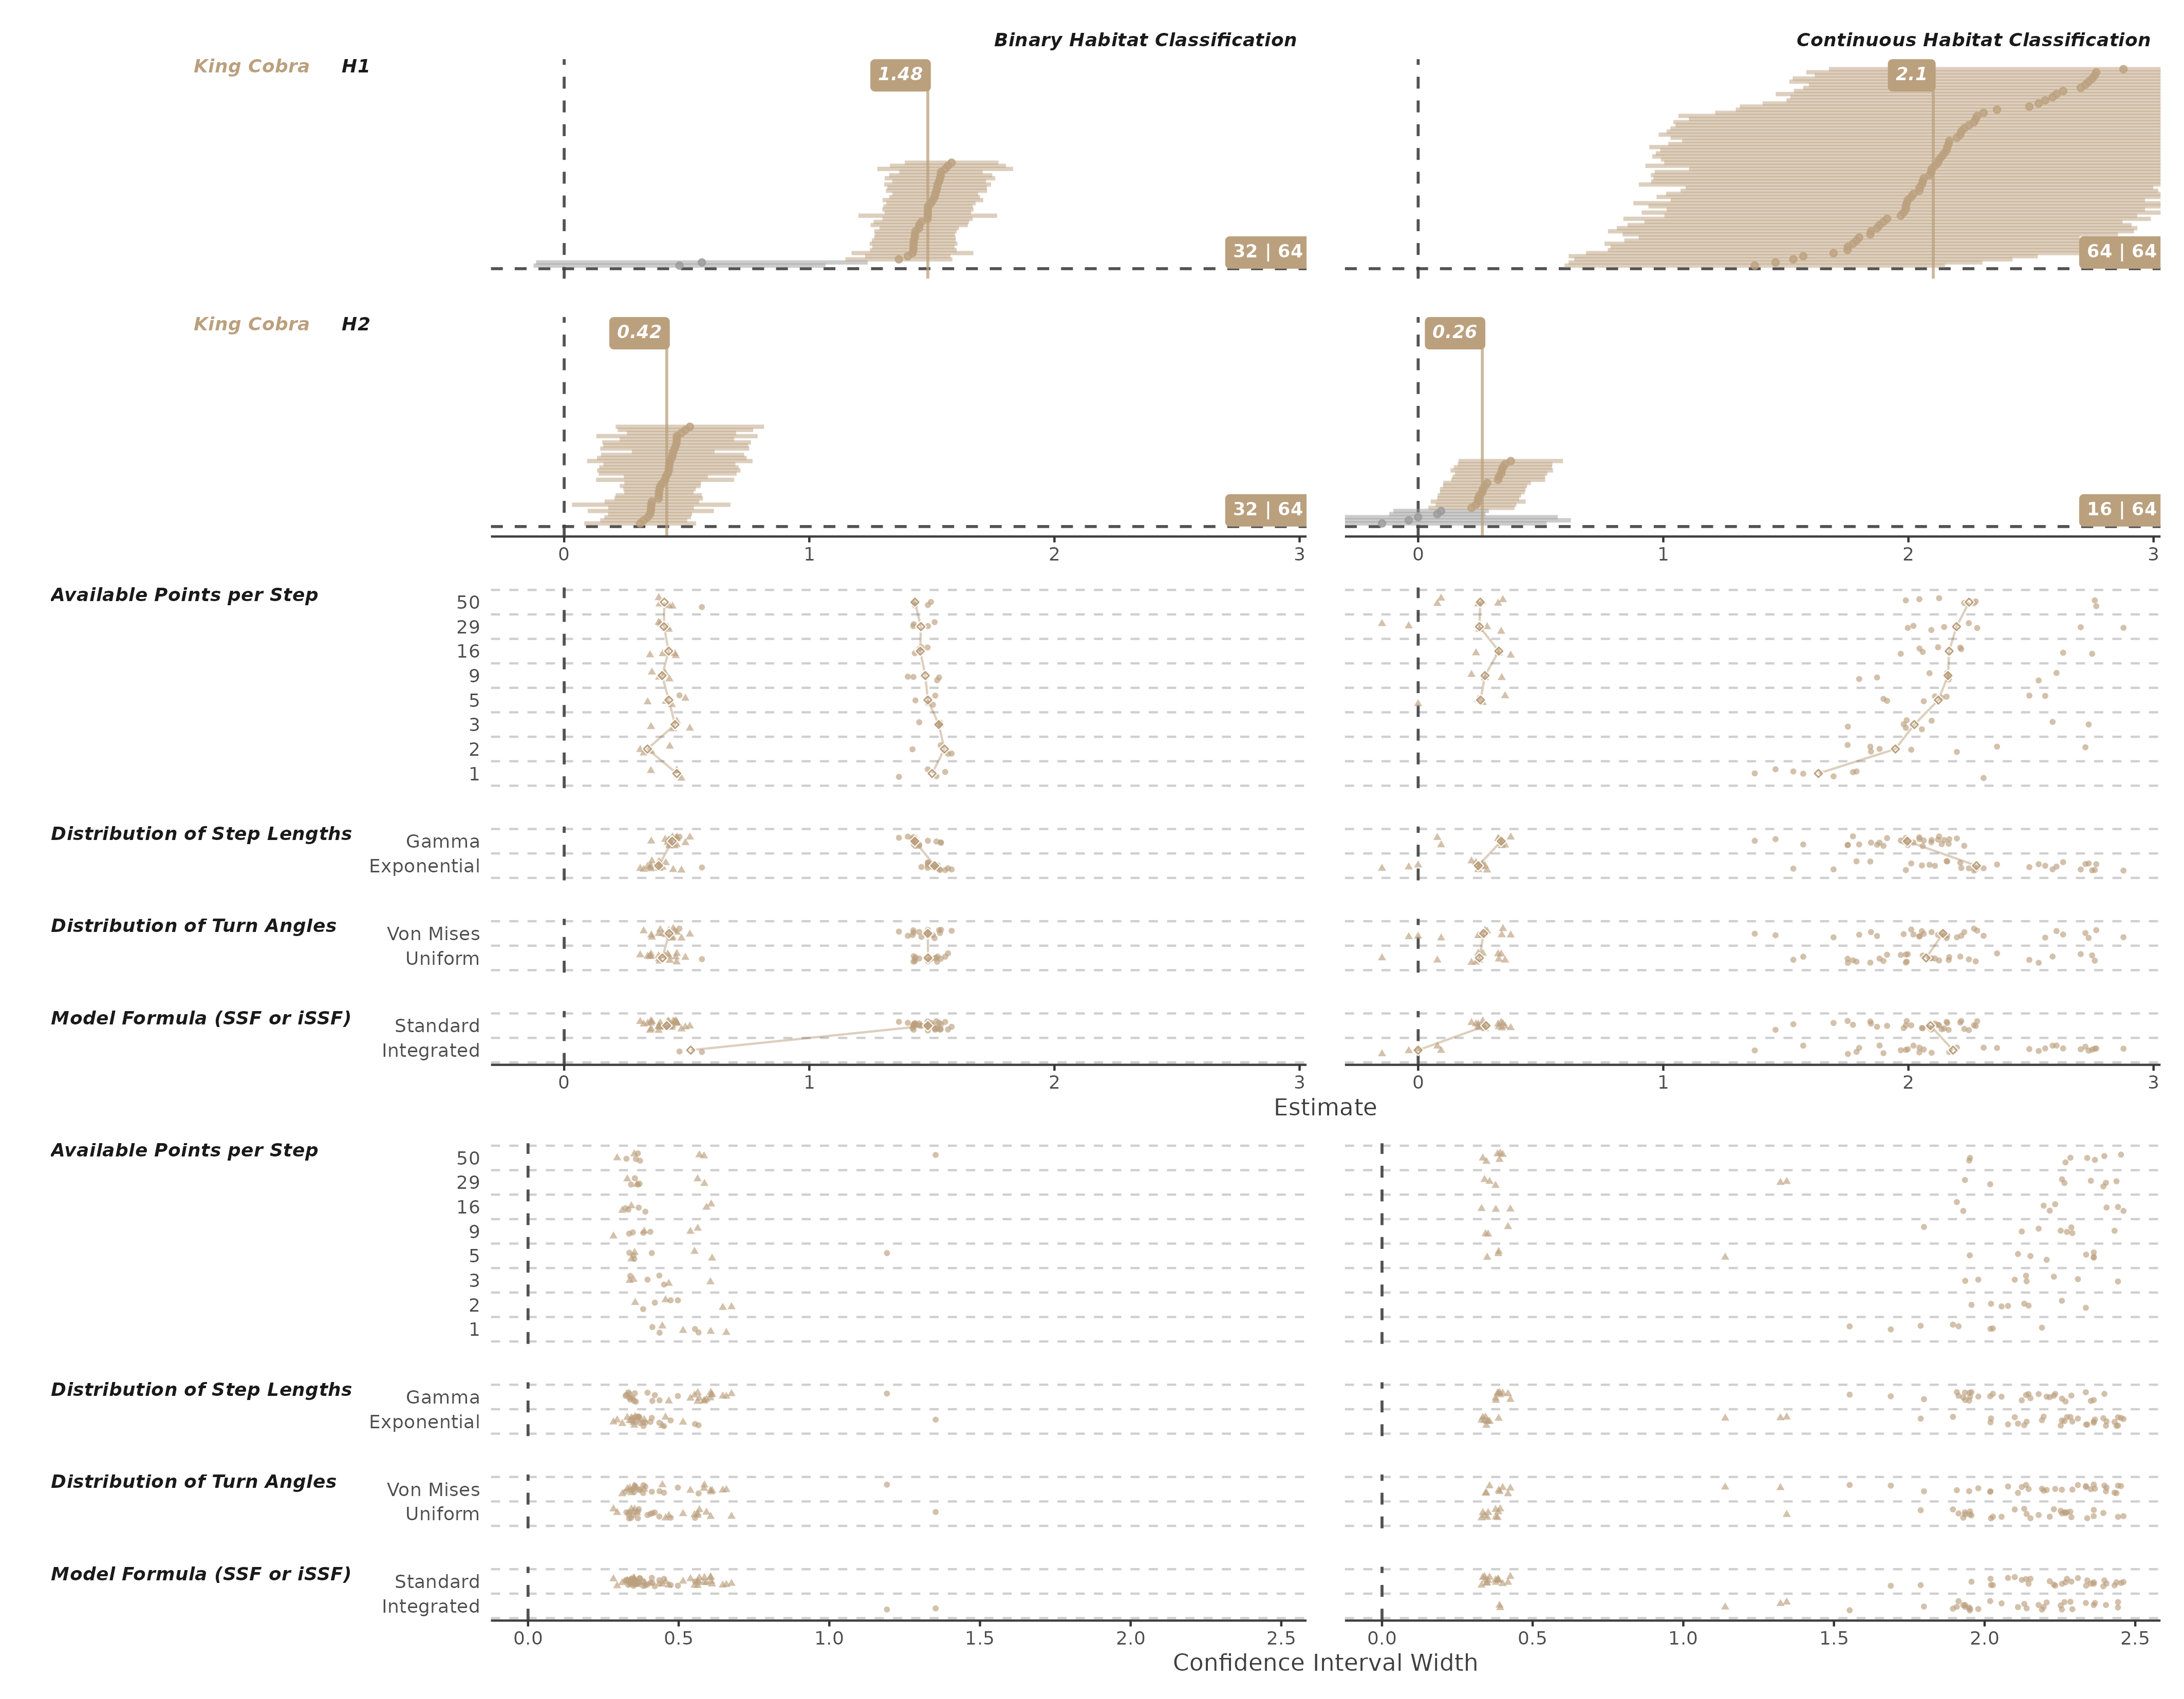 Binary Habitat Classification
Continuous Habitat Classification
King Cobra H1
1.48
2.1
32 | 64
64 | 64
King Cobra H2
0.42
0.26
32 | 64
16 | 64
0 1 2 3
0 1 2 3
Available Points per Step
50
29
16
9
5
3
2
1
Distribution of Step Lengths
Gamma
Exponential
Distribution of Turn Angles
Von Mises
Uniform
Model Formula (SSF or iSSF)
Standard
Integrated
0 1 2 3
0 1 2 3
Estimate
Available Points per Step
50
29
16
9
5
3
2
1
Distribution of Step Lengths
Gamma
Exponential
Distribution of Turn Angles
Von Mises
Uniform
Model Formula (SSF or iSSF)
Standard
Integrated
0.0 0.5 1.0 1.5 2.0 2.5
0.0 0.5 1.0 1.5 2.0 2.5
Confidence Interval Width